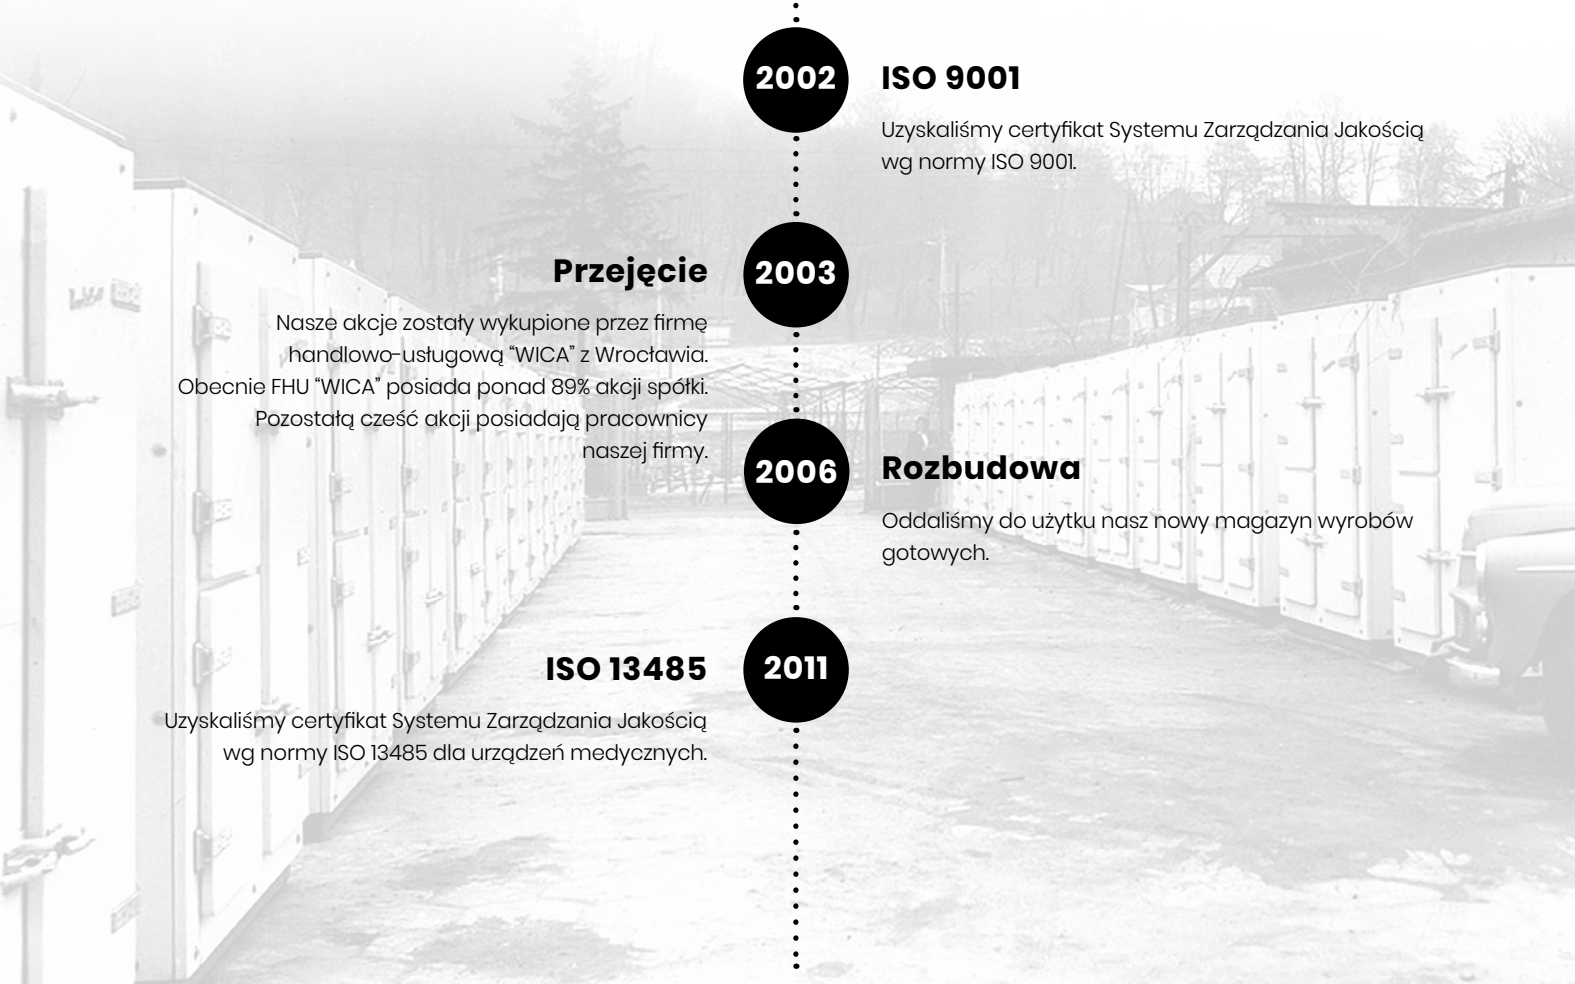 2002
ISO 9001
Uzyskaliśmy certyfikat Systemu Zarządzania Jakością
wg normy ISO 9001.
2003
Przejęcie
Nasze akcje zostały wykupione przez firmę
handlowo-usługową “WICA” z Wrocławia.
Obecnie FHU “WICA” posiada ponad 89% akcji spółki.
Pozostałą cześć akcji posiadają pracownicy
naszej firmy.
2006
Rozbudowa
Oddaliśmy do użytku nasz nowy magazyn wyrobów
gotowych.
2011
ISO 13485
Uzyskaliśmy certyfikat Systemu Zarządzania Jakością
wg normy ISO 13485 dla urządzeń medycznych.